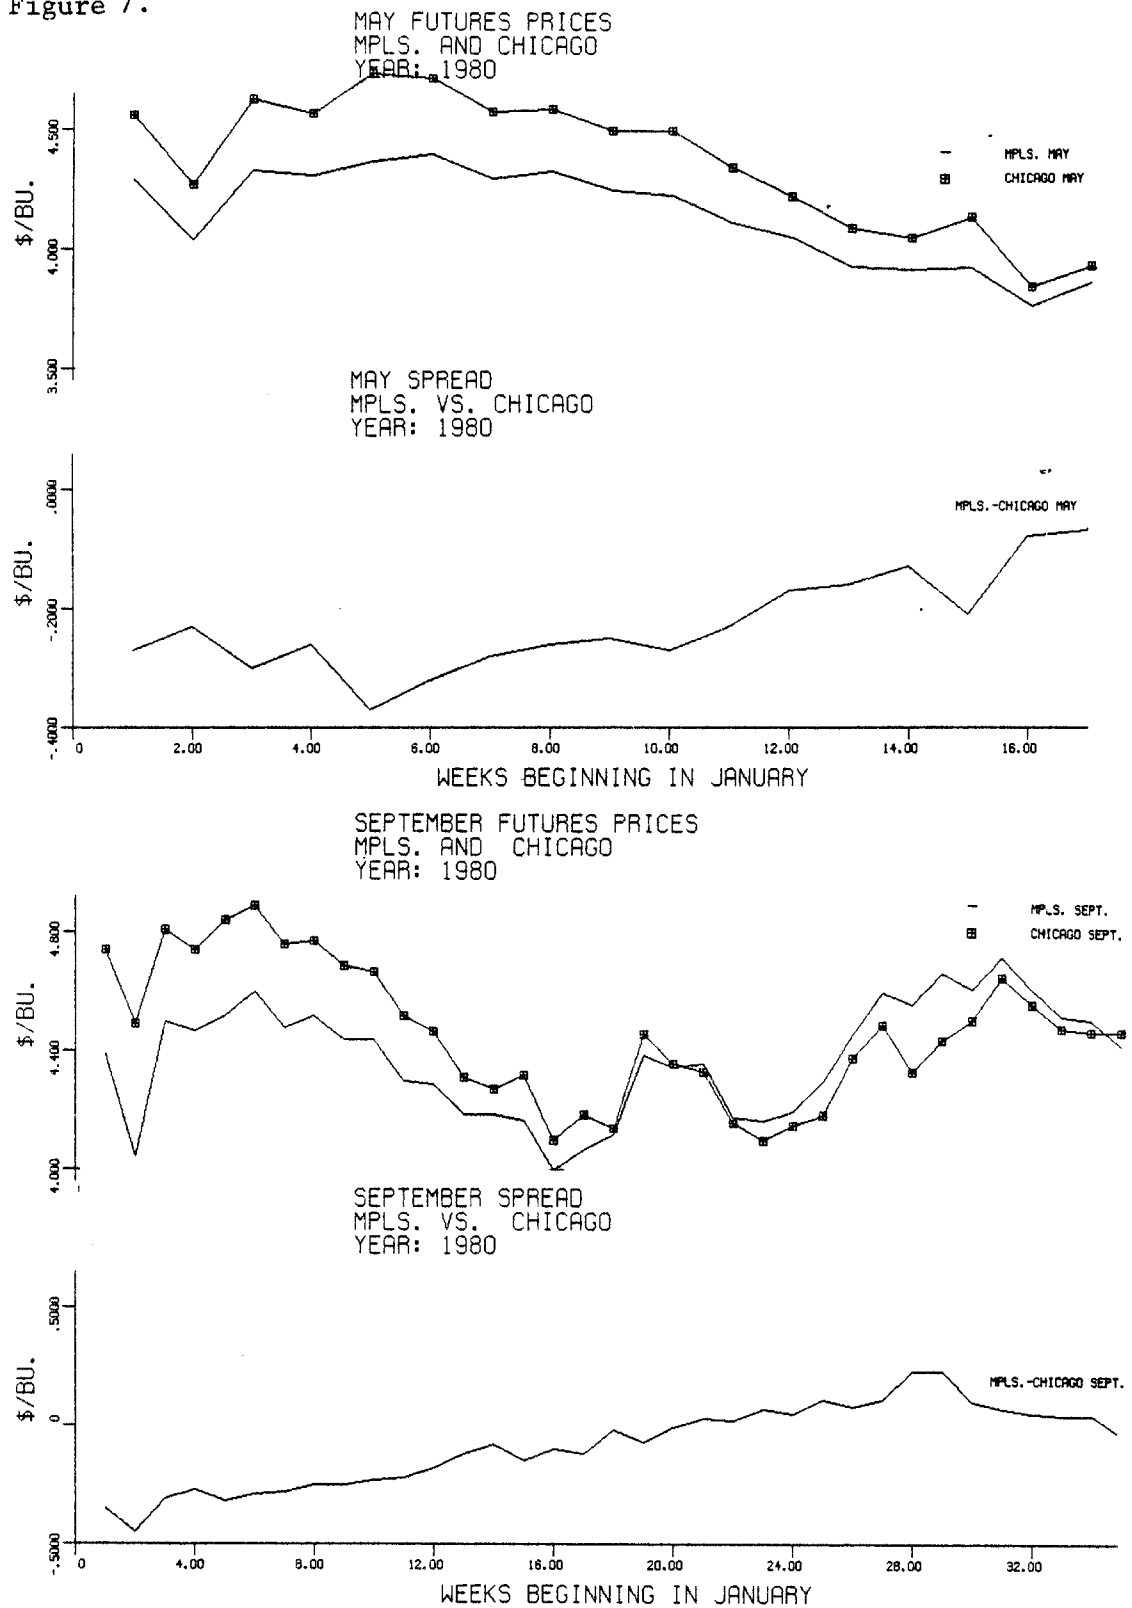 Figure 7.
MAY FUTURES PRICES
MPLS. AND CHICAGO
YEAR: 1980
4.500
4.000
3.500
$/BU.
MPLS. MAY
CHICAGO MAY
MAY SPREAD
MPLS. VS. CHICAGO
YEAR: 1980
.0000
-.2000
-.4000
$/BU.
MPLS.-CHICAGO MAY
0 2.00 4.00 6.00 8.00 10.00 12.00 14.00 16.00
WEEKS BEGINNING IN JANUARY
SEPTEMBER FUTURES PRICES
MPLS. AND CHICAGO
YEAR: 1980
4.800
4.400
4.000
$/BU.
MPLS. SEPT.
CHICAGO SEPT.
SEPTEMBER SPREAD
MPLS. VS. CHICAGO
YEAR: 1980
.5000
0
-.5000
$/BU.
MPLS.-CHICAGO SEPT.
0 4.00 8.00 12.00 16.00 20.00 24.00 28.00 32.00
WEEKS BEGINNING IN JANUARY